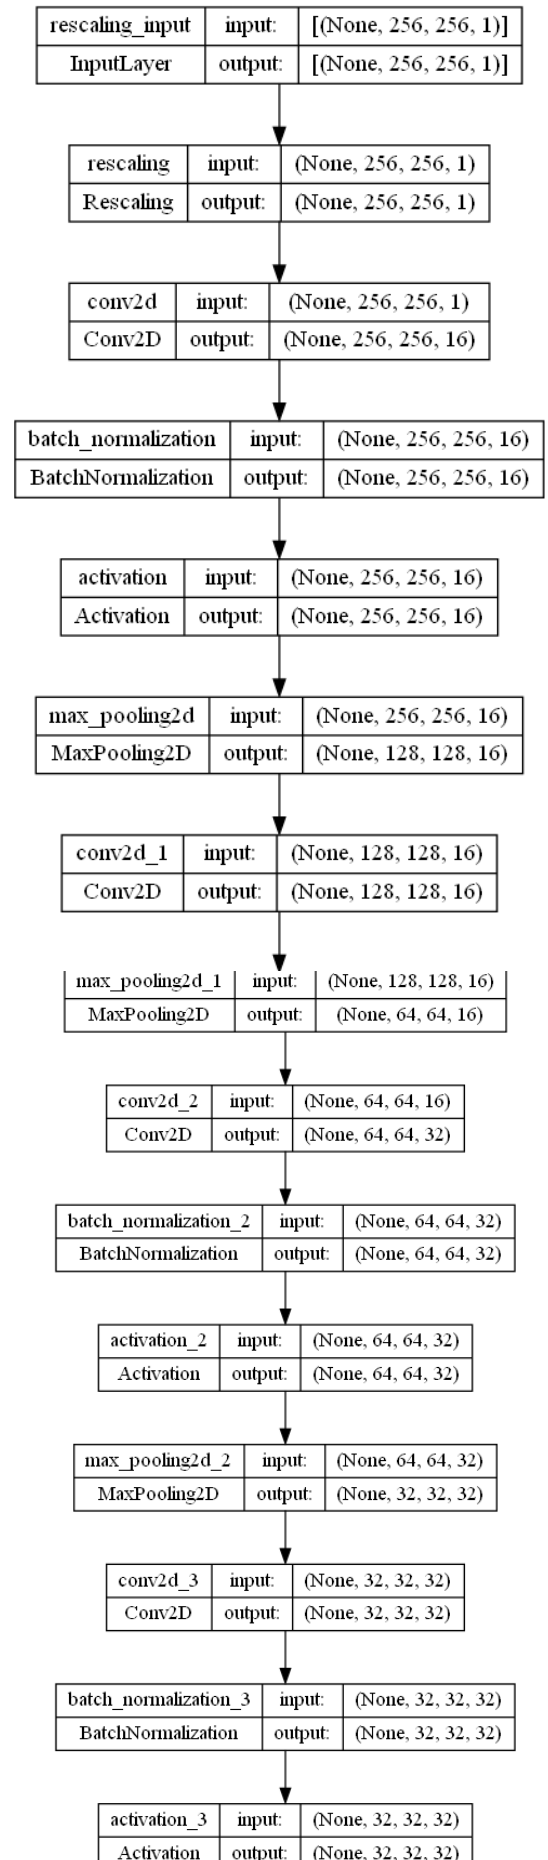 rescaling_input input: [(None, 256, 256, 1)]
InputLayer output: [(None, 256, 256, 1)]
rescaling input: (None, 256, 256, 1)
Rescaling output: (None, 256, 256, 1)
conv2d input: (None, 256, 256, 1)
Conv2D output: (None, 256, 256, 16)
batch_normalization input: (None, 256, 256, 16)
BatchNormalization output: (None, 256, 256, 16)
activation input: (None, 256, 256, 16)
Activation output: (None, 256, 256, 16)
max_pooling2d input: (None, 256, 256, 16)
MaxPooling2D output: (None, 128, 128, 16)
conv2d_1 input: (None, 128, 128, 16)
Conv2D output: (None, 128, 128, 16)
max_pooling2d_1 input: (None, 128, 128, 16)
MaxPooling2D output: (None, 64, 64, 16)
conv2d_2 input: (None, 64, 64, 16)
Conv2D output: (None, 64, 64, 32)
batch_normalization_2 input: (None, 64, 64, 32)
BatchNormalization output: (None, 64, 64, 32)
activation_2 input: (None, 64, 64, 32)
Activation output: (None, 64, 64, 32)
max_pooling2d_2 input: (None, 64, 64, 32)
MaxPooling2D output: (None, 32, 32, 32)
conv2d_3 input: (None, 32, 32, 32)
Conv2D output: (None, 32, 32, 32)
batch_normalization_3 input: (None, 32, 32, 32)
BatchNormalization output: (None, 32, 32, 32)
activation_3 input: (None, 32, 32, 32)
Activation output: (None, 32, 32, 32)